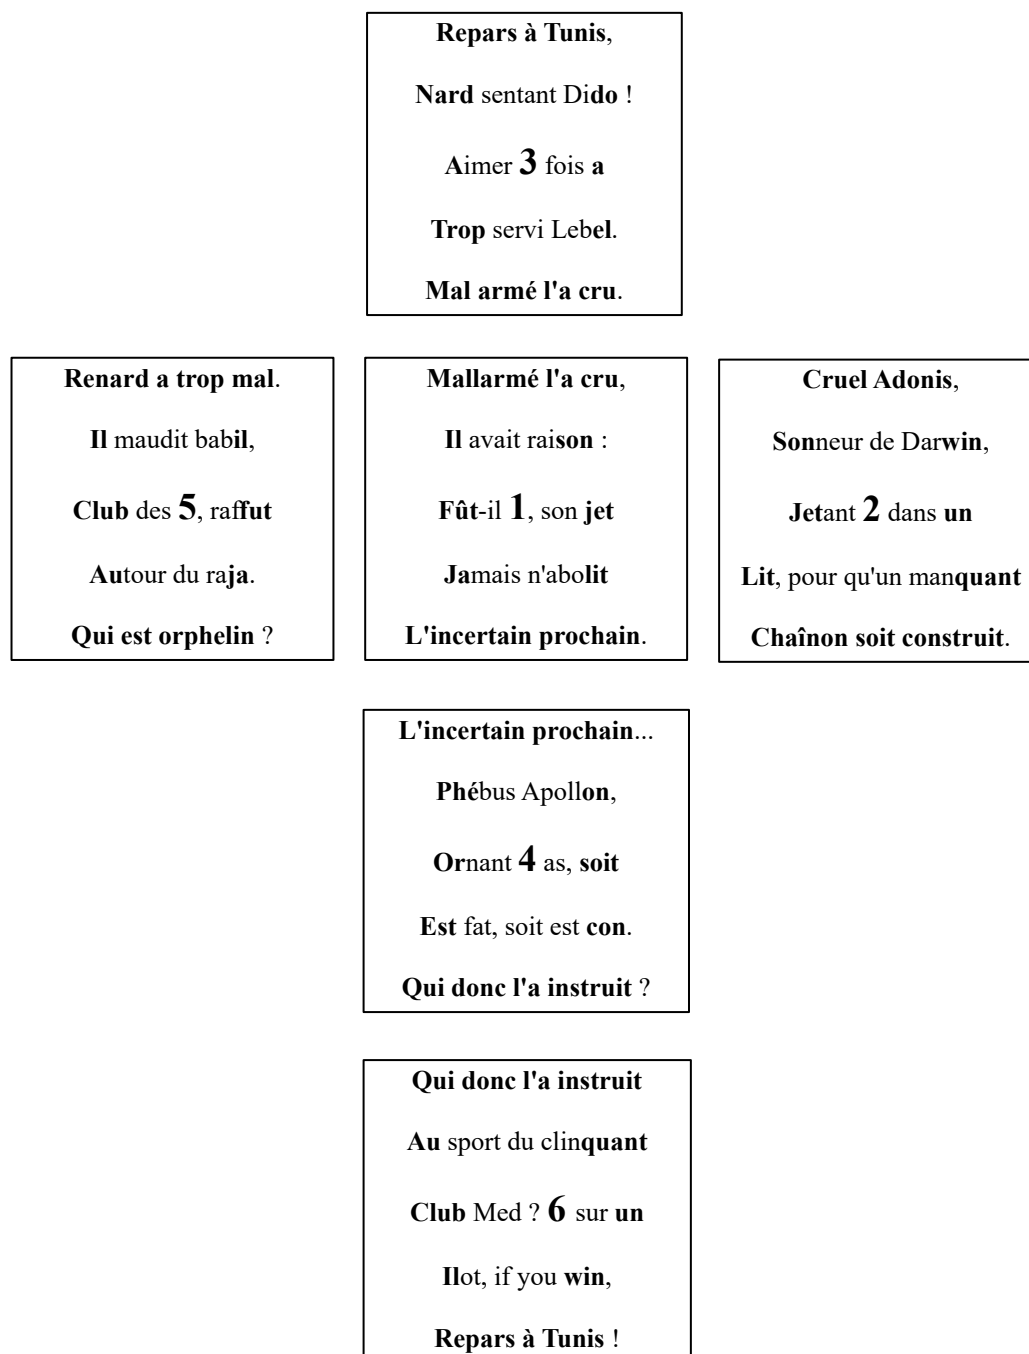 Repars à Tunis,
Nard sentant Dido !
Aimer 3 fois a
Trop servi Lebel.
Mal armé l'a cru.
Renard a trop mal.
Il maudit babil,
Club des 5, raffut
Autour du raja.
Qui est orphelin ?
Mallarmé l'a cru,
Il avait raison :
Fût-il 1, son jet
Jamais n'abolit
L'incertain prochain.
Cruel Adonis,
Sonneur de Darwin,
Jetant 2 dans un
Lit, pour qu'un manquant
Chaînon soit construit.
L'incertain prochain...
Phébus Apollon,
Ornant 4 as, soit
Est fat, soit est con.
Qui donc l'a instruit ?
Qui donc l'a instruit
Au sport du clinquant
Club Med ? 6 sur un
Ilot, if you win,
Repars à Tunis !